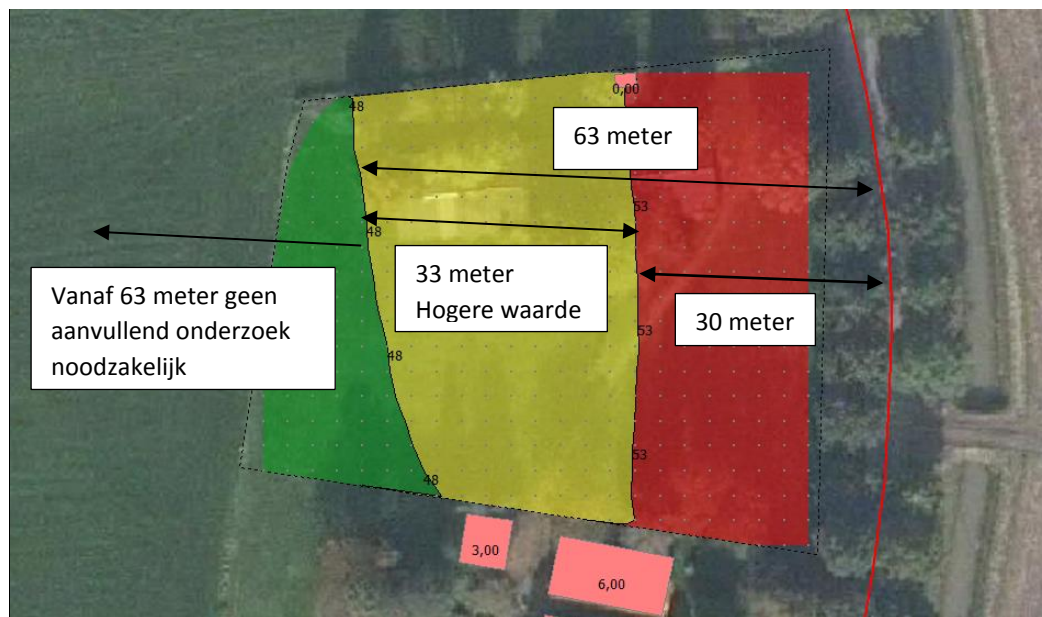 48
0,00
63 meter
53
48
33 meter
Hogere waarde
Vanaf 63 meter geen
aanvullend onderzoek
noodzakelijk
30 meter
53
48
53
48
3,00
6,00